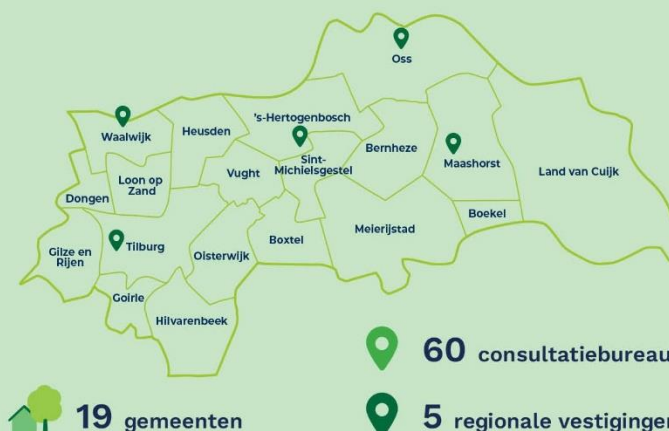 Oss
's-Hertogenbosch
Waalwijk
Heusden
Bernheze
Sint-
Michielsgestel
Maashorst
Land van Cuijk
Vught
Loon op
Zand
Dongen
Boekel
Meierijstad
Boxtel
Gilze en
Rijen
Tilburg
Oisterwijk
Goirle
Hilvarenbeek
60 consultatiebureau
19 gemeenten
5 regionale vestigingen